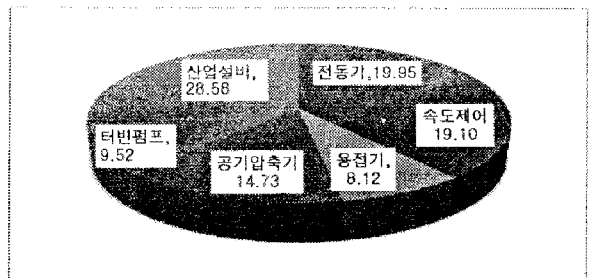 산업설비,
28.58
전동기,19.95
속도제어
19.10
터빈펌프,
9.52
공기압축기
14.73
용접기,
8.12